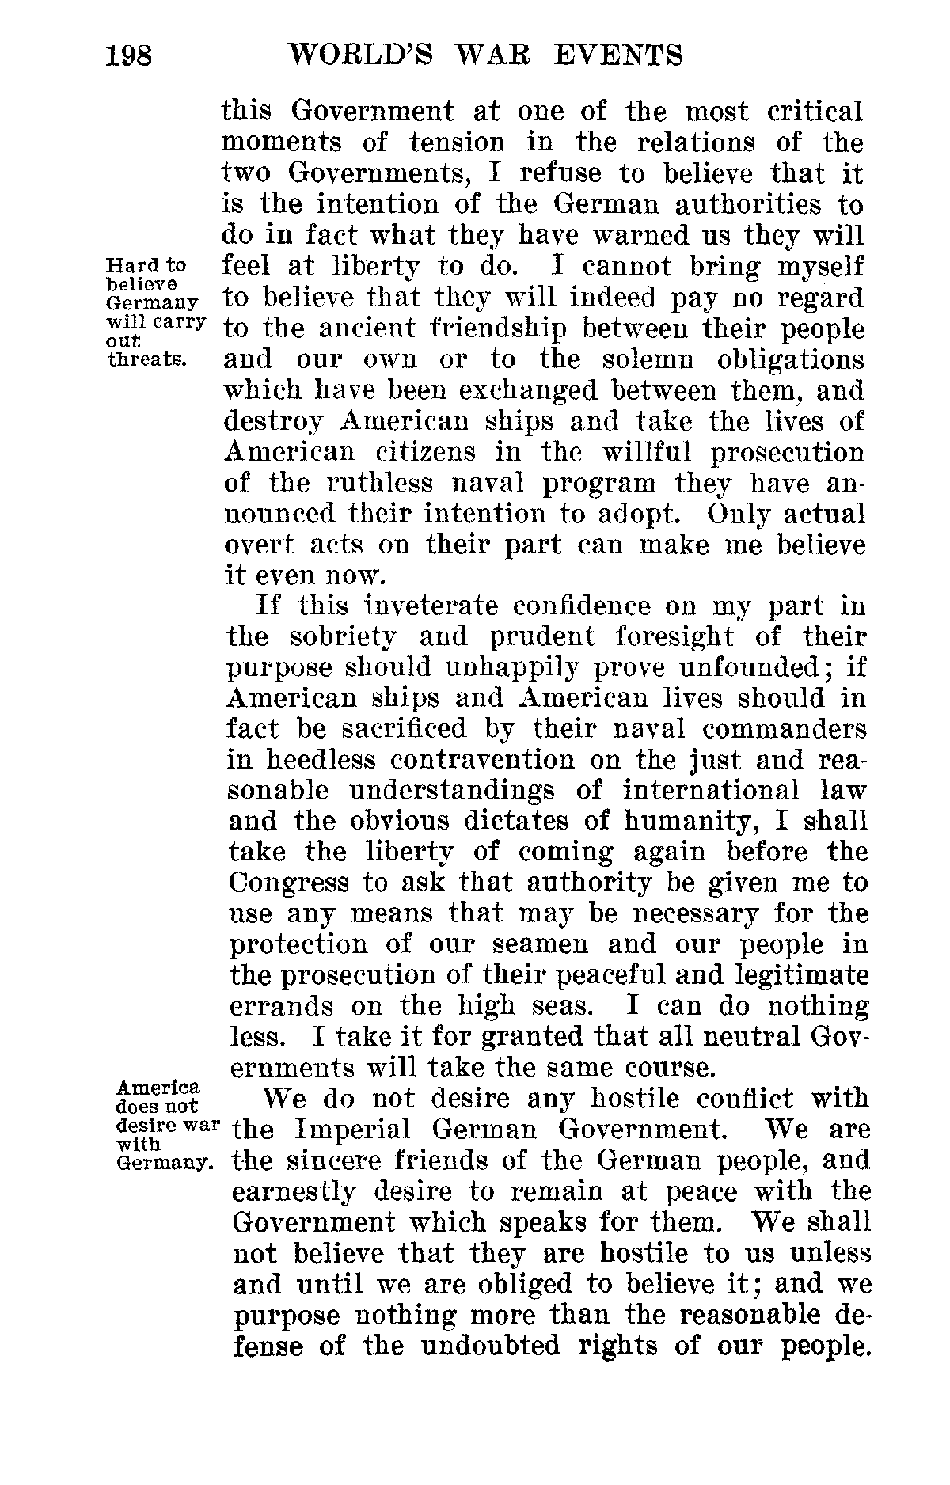 198 WORLD'S WAR EVENTS
this Government at one of the most critical
moments of tension in the relations of the
two Governments, I refuse to believe that it
is the intention of the German authorities to
do in fact what they have warned us they will
feel at liberty to do. I cannot bring myself
to believe that they will indeed pay no regard
to the ancient friendship between their people
and our own or to the solemn obligations
which have been exchanged between them, and
destroy American ships and take the lives of
American citizens in the willful prosecution
of the ruthless naval program they have an-
nounced their intention to adopt. Only actual
overt acts on their part can make me believe
it even now.
Hard to
believe
Germany
will carry
out
threats.
If this inveterate confidence on my part in
the sobriety and prudent foresight of their
purpose should unhappily prove unfounded; if
American ships and American lives should in
fact be sacrificed by their naval commanders
in heedless contravention on the just and rea-
sonable understandings of international law
and the obvious dictates of humanity, I shall
take the liberty of coming again before the
Congress to ask that authority be given me to
use any means that may be necessary for the
protection of our seamen and our people in
the prosecution of their peaceful and legitimate
errands on the high seas. I can do nothing
less. I take it for granted that all neutral Gov-
ernments will take the same course.
America
does not
desire war
with
Germany.
We do not desire any hostile conflict with
the Imperial German Government. We are
the sincere friends of the German people, and
earnestly desire to remain at peace with the
Government which speaks for them. We shall
not believe that they are hostile to us unless
and until we are obliged to believe it; and we
purpose nothing more than the reasonable de-
fense of the undoubted rights of our people.